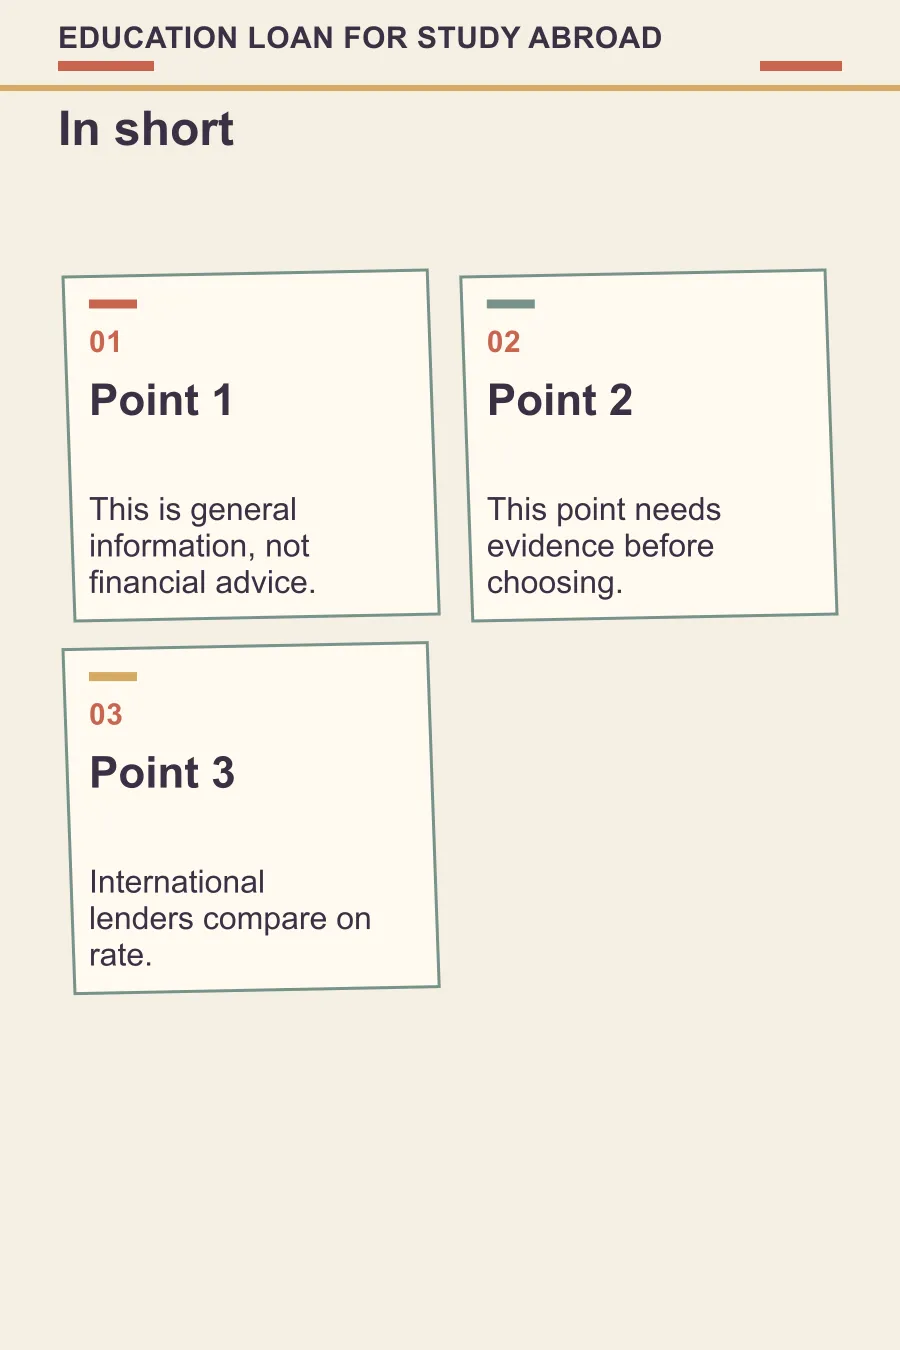 EDUCATION LOAN FOR STUDY ABROAD
In short
01
Point 1
This is general
information, not
financial advice.
02
Point 2
This point needs
evidence before
choosing.
03
Point 3
International
lenders compare on
rate.